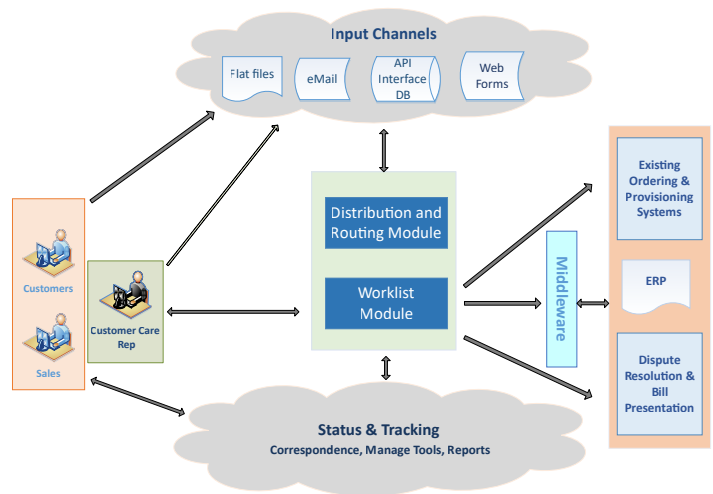 Input Channels
Flat files
eMail
API
Interface
DB
Web
Forms
Distribution and
Routing Module
Worklist
Module
Customers
Sales
Customer Care
Rep
Middleware
Existing
Ordering &
Provisioning
Systems
ERP
Dispute
Resolution &
Bill
Presentation
Status & Tracking
Correspondence, Manage Tools, Reports